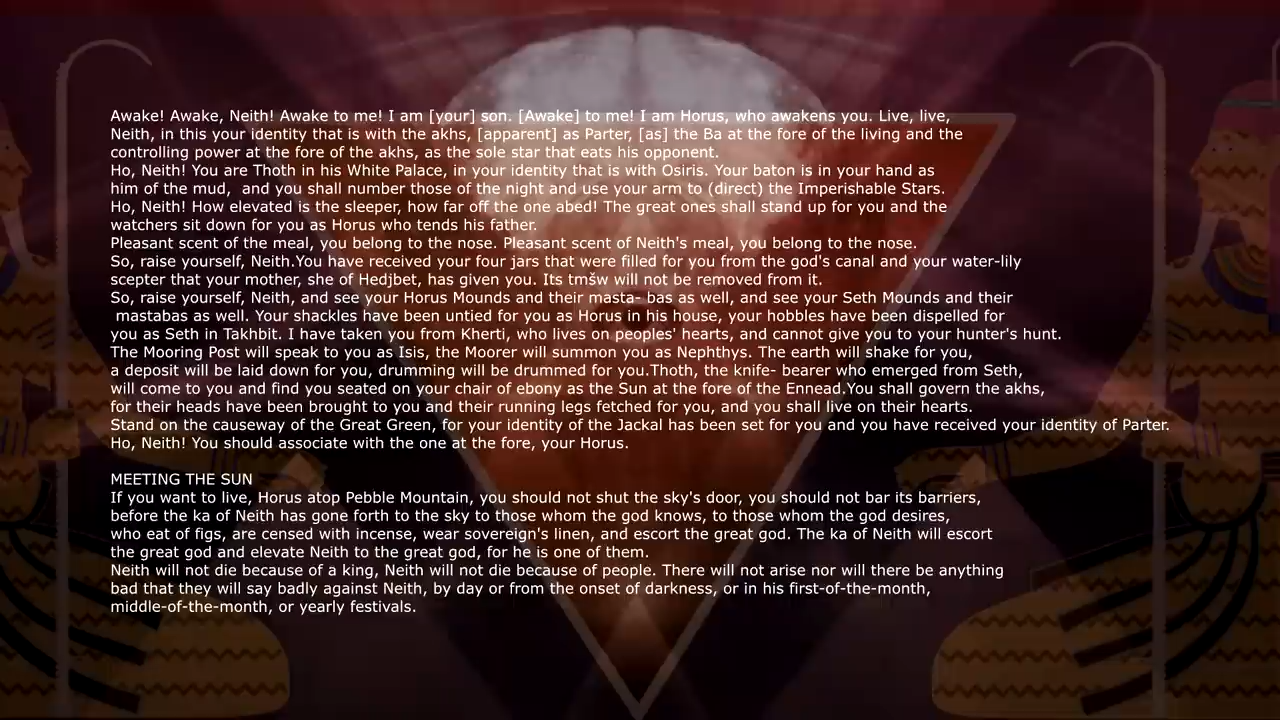 Awake! Awake, Neith! Awake to me! I am [your] son. [Awake] to me! I am Horus, who awakens you. Live, live,
Neith, in this your identity that is with the akhs, [apparent] as Parter, [as] the Ba at the fore of the living and the
controlling power at the fore of the akhs, as the sole star that eats his opponent.
Ho, Neith! You are Thoth in his White Palace, in your identity that is with Osiris. Your baton is in your hand as
him of the mud,  and you shall number those of the night and use your arm to (direct) the Imperishable Stars.
Ho, Neith! How elevated is the sleeper, how far off the one abed! The great ones shall stand up for you and the
watchers sit down for you as Horus who tends his father.
Pleasant scent of the meal, you belong to the nose. Pleasant scent of Neith's meal, you belong to the nose.
So, raise yourself, Neith.You have received your four jars that were filled for you from the god's canal and your water-lily
scepter that your mother, she of Hedjbet, has given you. Its tmšw will not be removed from it.
So, raise yourself, Neith, and see your Horus Mounds and their masta- bas as well, and see your Seth Mounds and their
mastabas as well. Your shackles have been untied for you as Horus in his house, your hobbles have been dispelled for
you as Seth in Takhbit. I have taken you from Kherti, who lives on peoples' hearts, and cannot give you to your hunter's hunt.
The Mooring Post will speak to you as Isis, the Moorer will summon you as Nephthys. The earth will shake for you,
a deposit will be laid down for you, drumming will be drummed for you.Thoth, the knife- bearer who emerged from Seth,
will come to you and find you seated on your chair of ebony as the Sun at the fore of the Ennead.You shall govern the akhs,
for their heads have been brought to you and their running legs fetched for you, and you shall live on their hearts.
Stand on the causeway of the Great Green, for your identity of the Jackal has been set for you and you have received your identity of Parter.
Ho, Neith! You should associate with the one at the fore, your Horus.
MEETING THE SUN
If you want to live, Horus atop Pebble Mountain, you should not shut the sky's door, you should not bar its barriers,
before the ka of Neith has gone forth to the sky to those whom the god knows, to those whom the god desires,
who eat of figs, are censed with incense, wear sovereign's linen, and escort the great god. The ka of Neith will escort
the great god and elevate Neith to the great god, for he is one of them.
Neith will not die because of a king, Neith will not die because of people. There will not arise nor will there be anything
bad that they will say badly against Neith, by day or from the onset of darkness, or in his first-of-the-month,
middle-of-the-month, or yearly festivals.